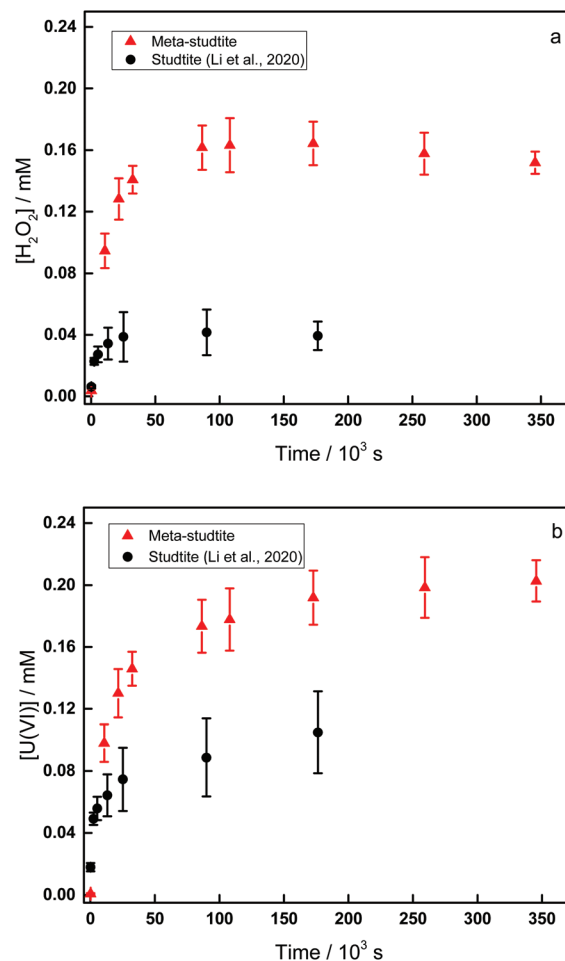 a
Meta-studtite
Studtite (Li et al., 2020)
0.24
0.20
0.16
0.12
0.08
0.04
0.00
[H₂O₂] / mM
0 50 100 150 200 250 300 350
Time / 10³ s
b
Meta-studtite
Studtite (Li et al., 2020)
0.24
0.20
0.16
0.12
0.08
0.04
0.00
[U(VI)] / mM
0 50 100 150 200 250 300 350
Time / 10³ s